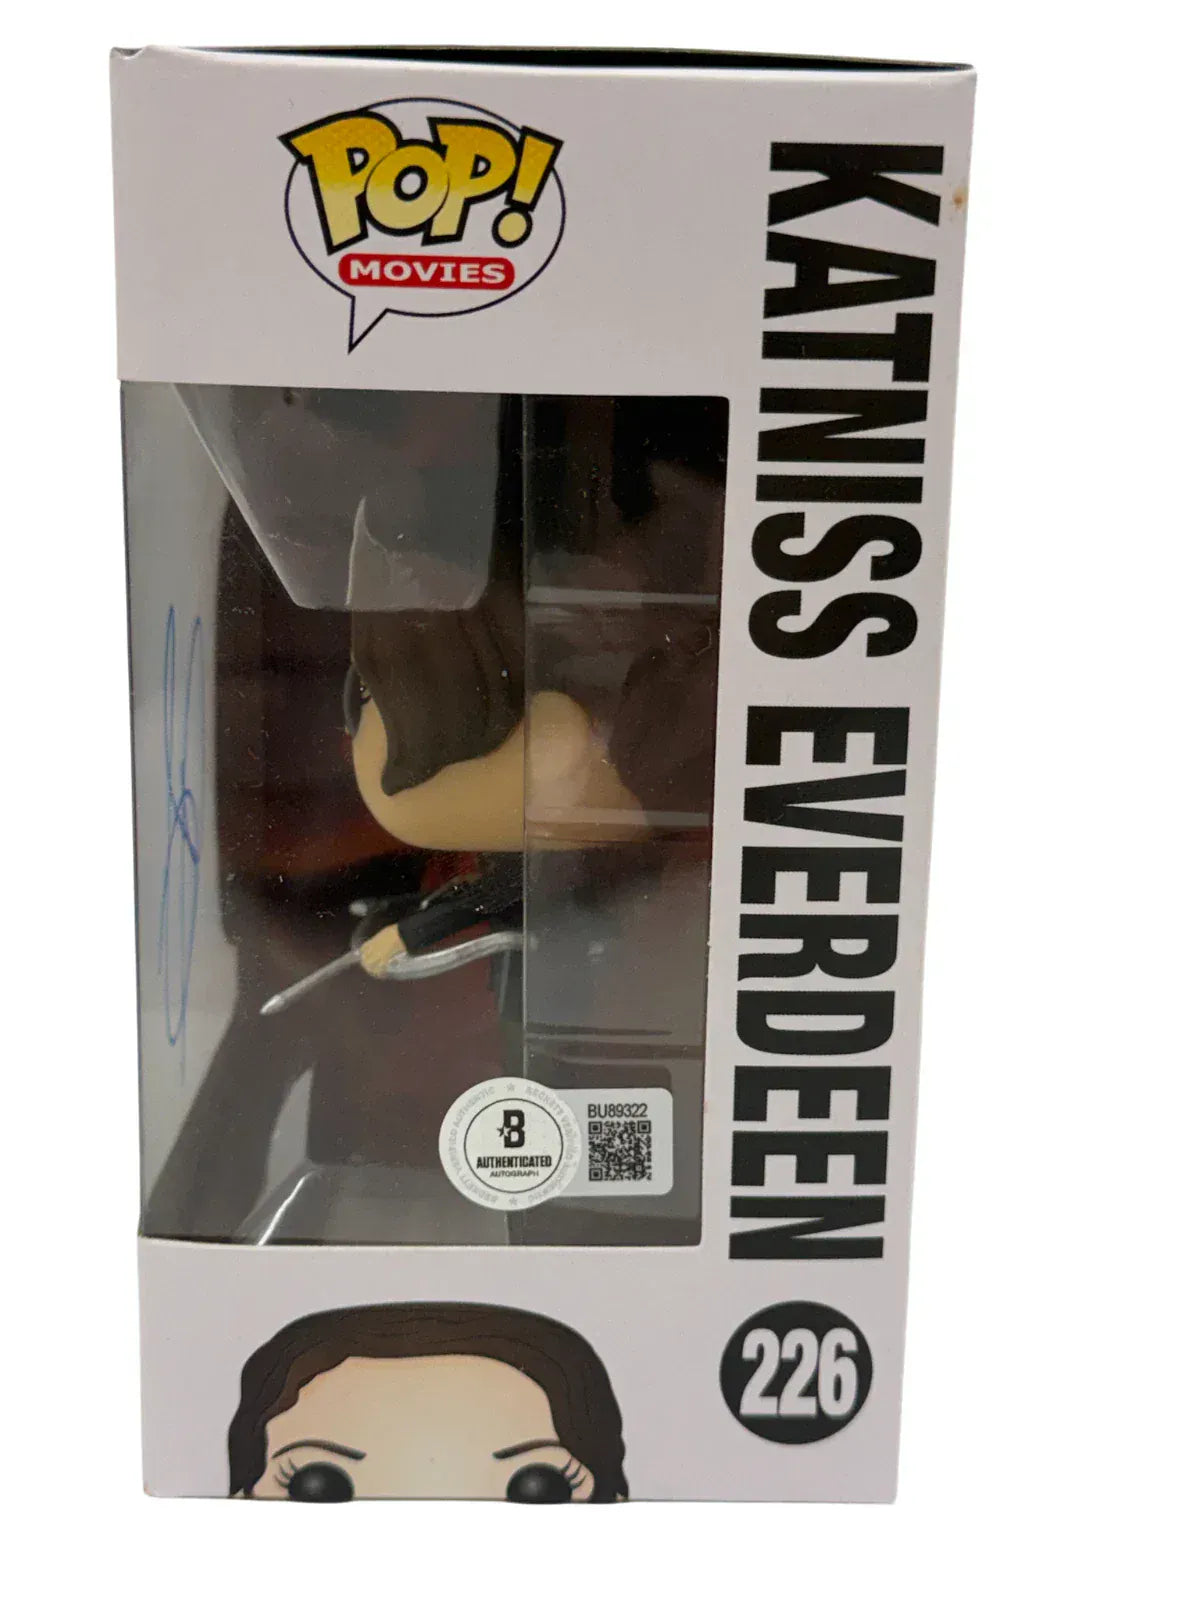 POP!
MOVIES
KATNISS EVERDEEN
226
B
AUTHENTICATED
AUTOGRAPH
BU89322